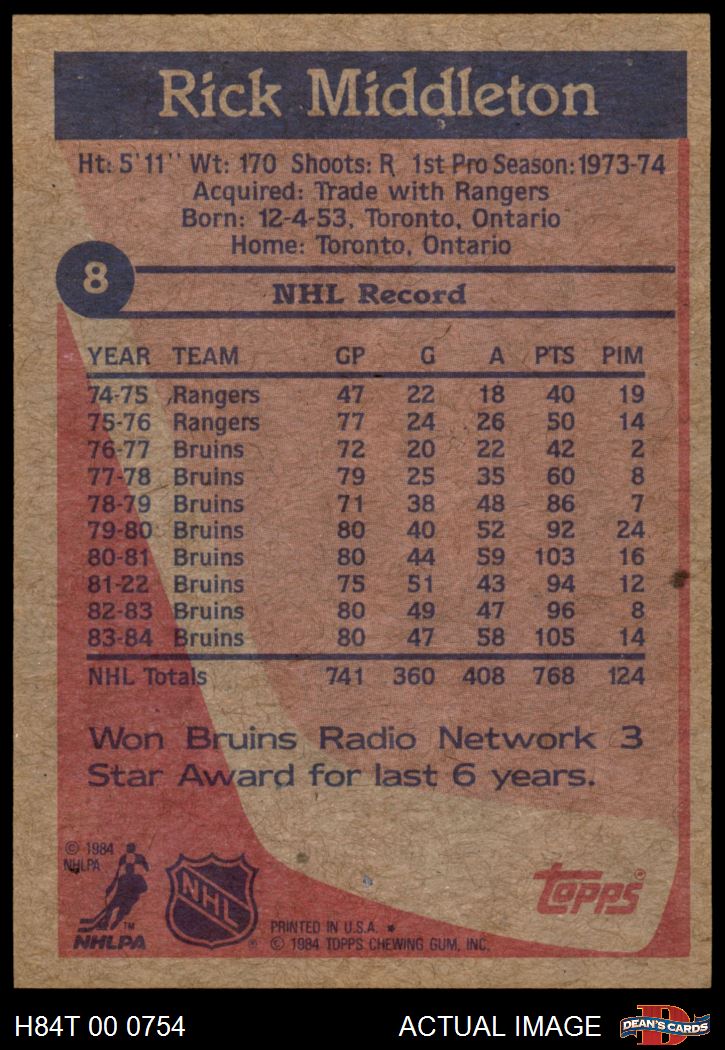 Rick Middleton
Ht: 5'11'' Wt: 170 Shoots: R 1st Pro Season: 1973-74
Acquired: Trade with Rangers
Born: 12-4-53, Toronto, Ontario
Home: Toronto, Ontario
8
NHL Record
YEAR TEAM GP G A PTS PIM
74-75 Rangers 47 22 18 40 19
75-76 Rangers 77 24 26 50 14
76-77 Bruins 72 20 22 42 2
77-78 Bruins 79 25 35 60 8
78-79 Bruins 71 38 48 86 7
79-80 Bruins 80 40 52 92 24
80-81 Bruins 80 44 59 103 16
81-22 Bruins 75 51 43 94 12
82-83 Bruins 80 49 47 96 8
83-84 Bruins 80 47 58 105 14
NHL Totals 741 360 408 768 124
Won Bruins Radio Network 3
Star Award for last 6 years.
© 1984
NHLPA
TM
NHLPA
NHL ®
topps®
PRINTED IN U.S.A. *
© 1984 TOPPS CHEWING GUM, INC.
H84T 00 0754
ACTUAL IMAGE
D
DEAN'S CARDS